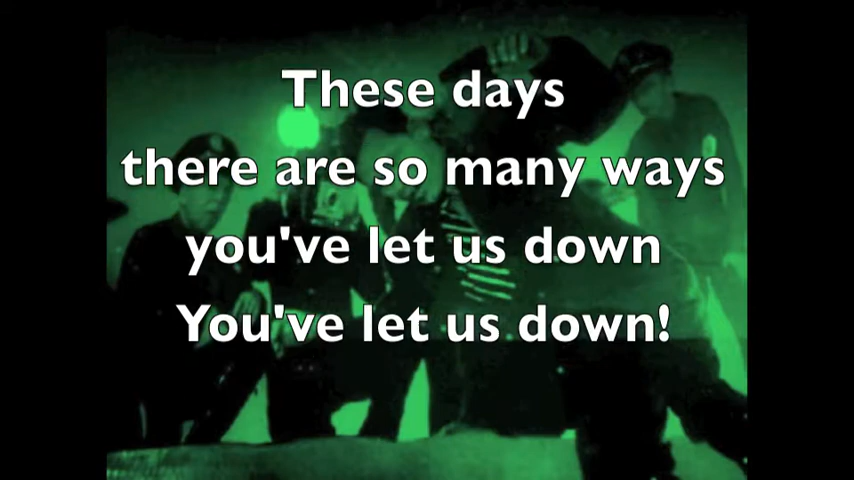 These days
there are so many ways
you've let us down
You've let us down!